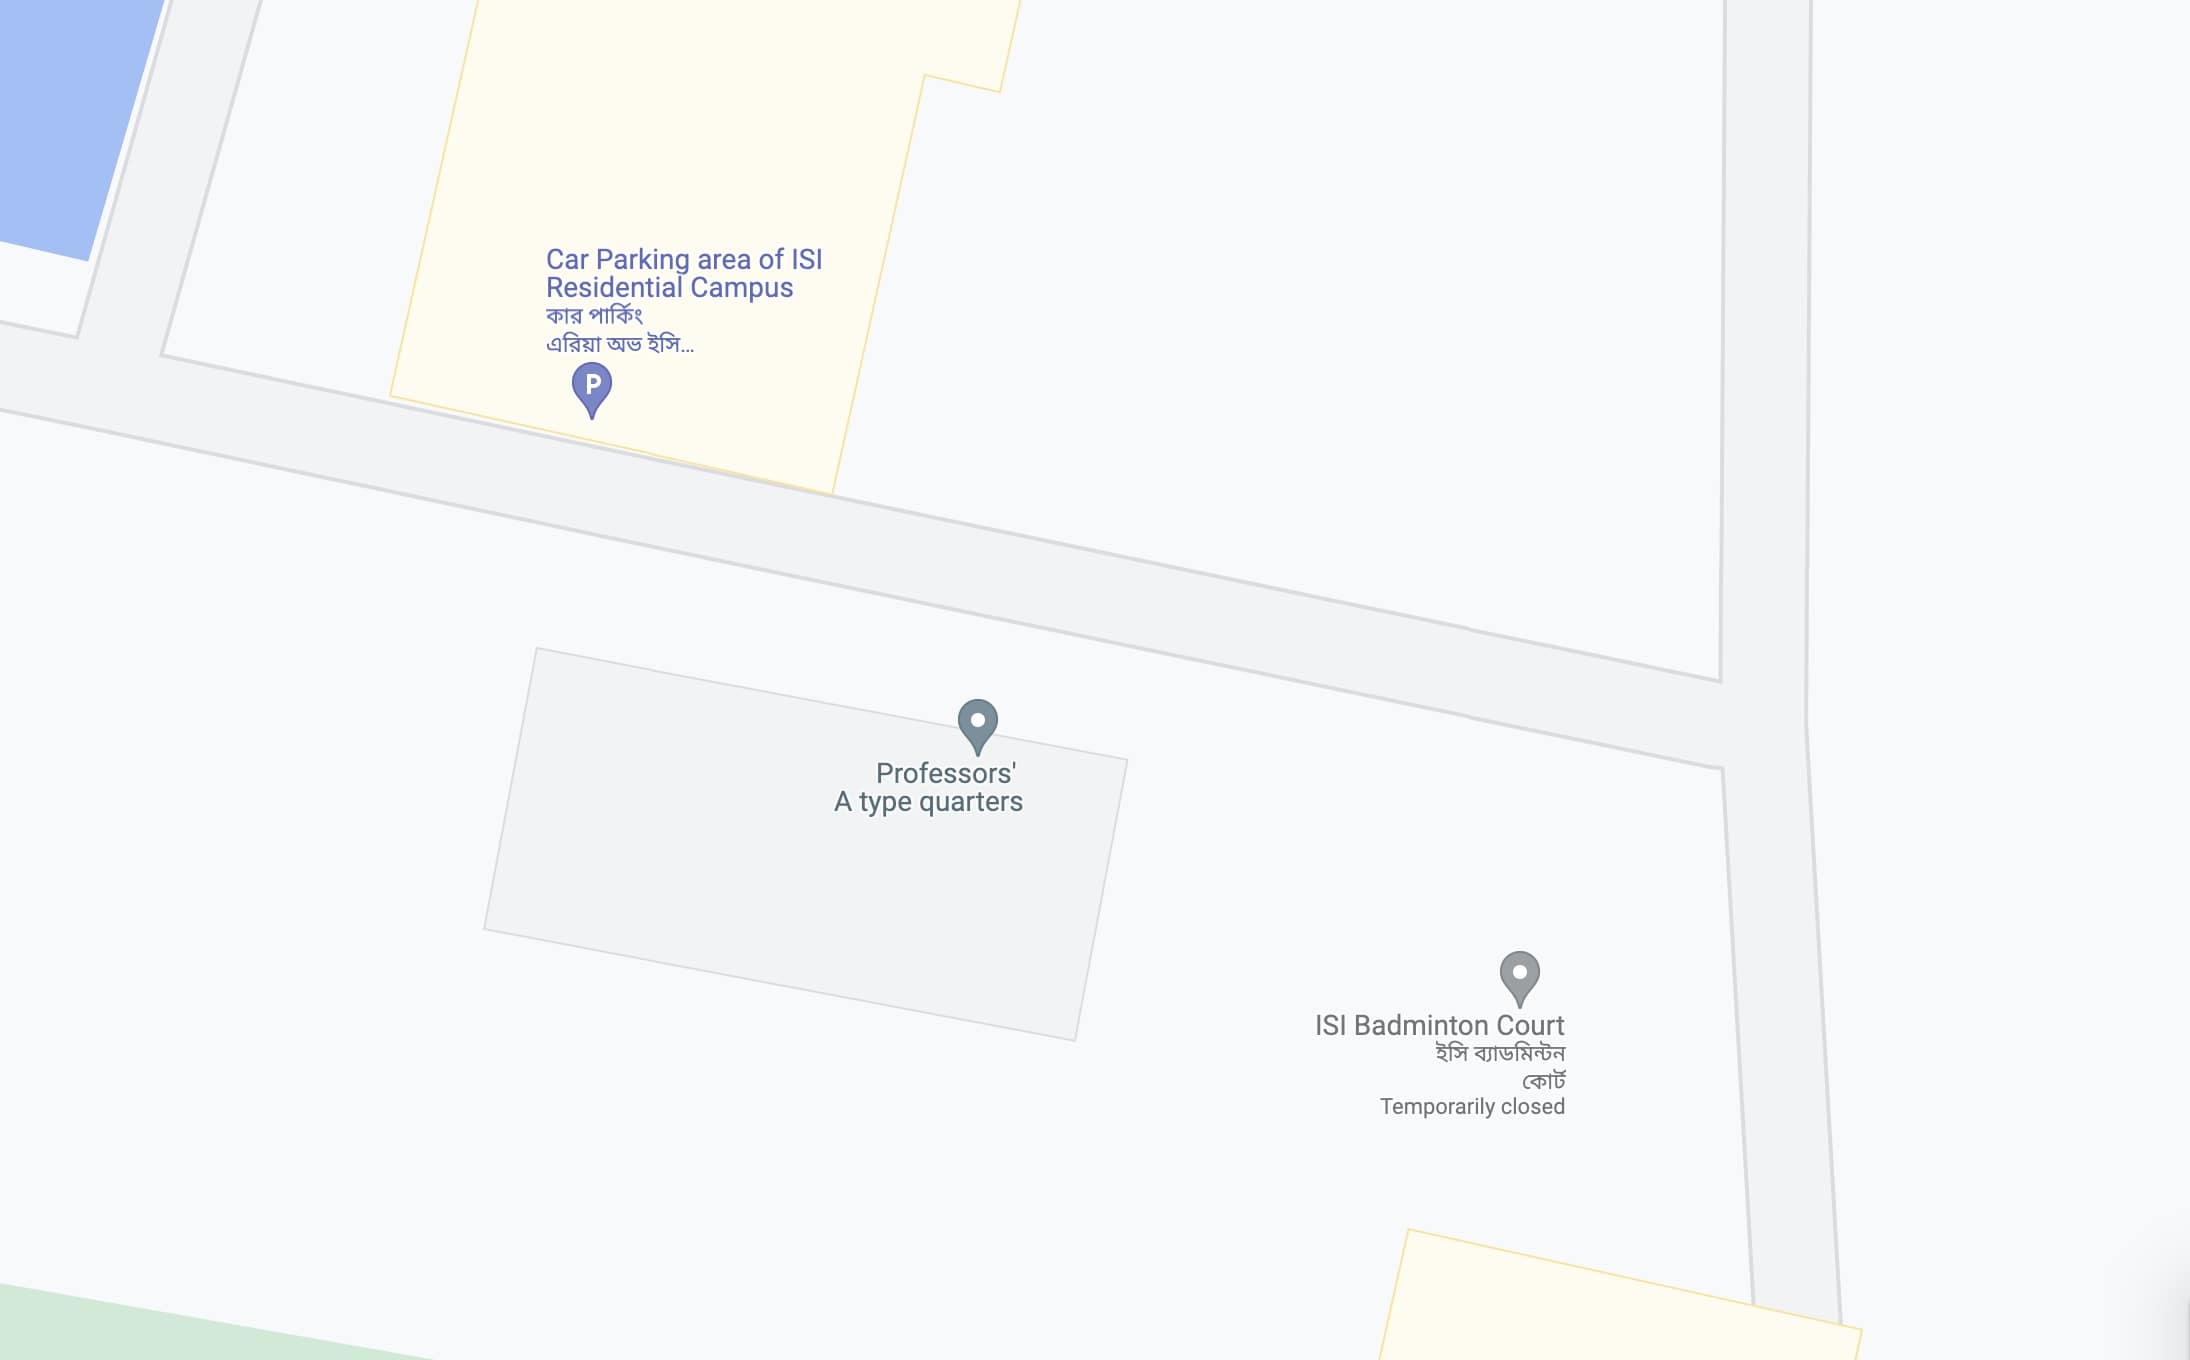 Car Parking area of ISI
Residential Campus
কার পার্কিং
এরিয়া অভ ইসি...
P
Professors'
A type quarters
ISI Badminton Court
ইসি ব্যাডমিন্টন
কোর্ট
Temporarily closed